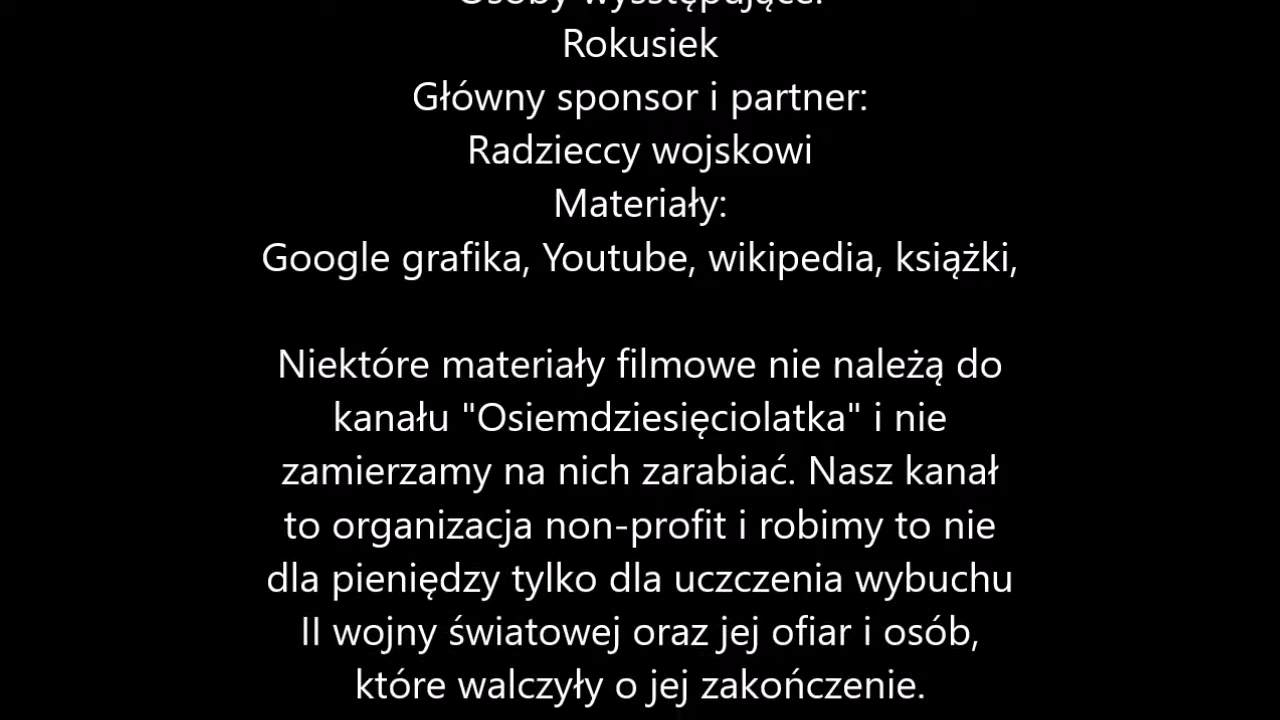 Osoby wysstępujące:
Rokusiek
Główny sponsor i partner:
Radzieccy wojskowi
Materiały:
Google grafika, Youtube, wikipedia, książki,
Niektóre materiały filmowe nie należą do
kanału "Osiemdziesięciolatka" i nie
zamierzamy na nich zarabiać. Nasz kanał
to organizacja non-profit i robimy to nie
dla pieniędzy tylko dla uczczenia wybuchu
II wojny światowej oraz jej ofiar i osób,
które walczyły o jej zakończenie.